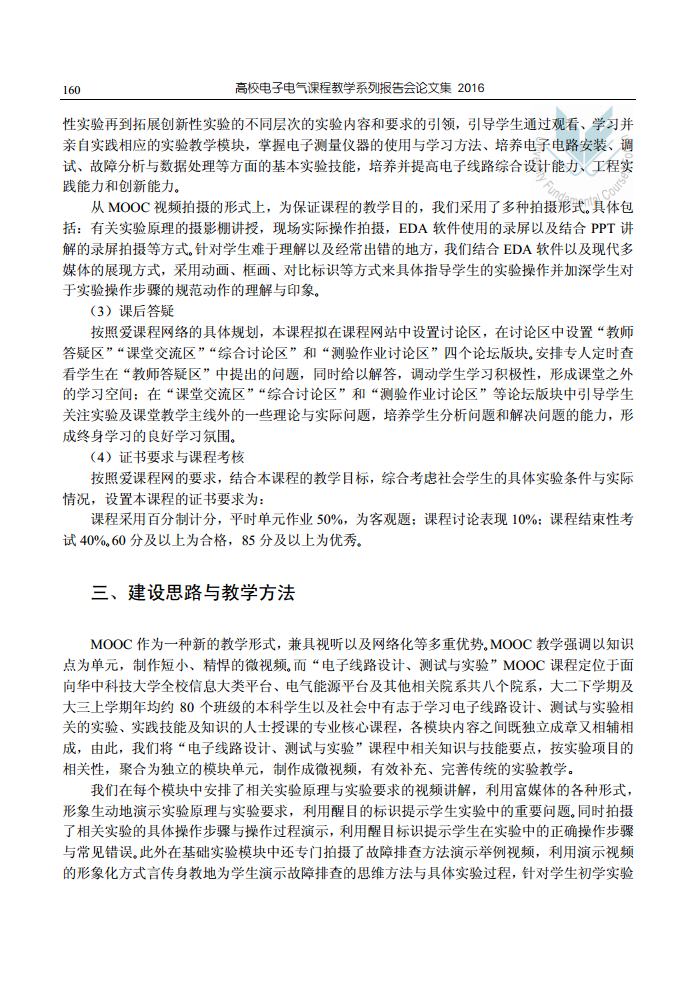 160
高校电子电气课程教学系列报告会论文集 2016
性实验再到拓展创新性实验的不同层次的实验内容和要求的引领，引导学生通过观看、学习并
亲自实践相应的实验教学模块，掌握电子测量仪器的使用与学习方法、培养电子电路安装、调
试、故障分析与数据处理等方面的基本实验技能，培养并提高电子线路综合设计能力、工程实
践能力和创新能力。
从 MOOC 视频拍摄的形式上，为保证课程的教学目的，我们采用了多种拍摄形式。具体包
括：有关实验原理的摄影棚讲授，现场实际操作拍摄，EDA 软件使用的录屏以及结合 PPT 讲
解的录屏拍摄等方式。针对学生难于理解以及经常出错的地方，我们结合 EDA 软件以及现代多
媒体的展现方式，采用动画、框画、对比标识等方式来具体指导学生的实验操作并加深学生对
于实验操作步骤的规范动作的理解与印象。
（3）课后答疑
按照爱课程网络的具体规划，本课程拟在课程网站中设置讨论区，在讨论区中设置“教师
答疑区”“课堂交流区”“综合讨论区”和“测验作业讨论区”四个论坛版块。安排专人定时查
看学生在“教师答疑区”中提出的问题，同时给以解答，调动学生学习积极性，形成课堂之外
的学习空间；在“课堂交流区”“综合讨论区”和“测验作业讨论区”等论坛版块中引导学生
关注实验及课堂教学主线外的一些理论与实际问题，培养学生分析问题和解决问题的能力，形
成终身学习的良好学习氛围。
（4）证书要求与课程考核
按照爱课程网的要求，结合本课程的教学目标，综合考虑社会学生的具体实验条件与实际
情况，设置本课程的证书要求为：
课程采用百分制计分，平时单元作业 50%，为客观题；课程讨论表现 10%；课程结束性考
试 40%。60 分及以上为合格，85 分及以上为优秀。
三、建设思路与教学方法
MOOC 作为一种新的教学形式，兼具视听以及网络化等多重优势。MOOC 教学强调以知识
点为单元，制作短小、精悍的微视频。而“电子线路设计、测试与实验”MOOC 课程定位于面
向华中科技大学全校信息大类平台、电气能源平台及其他相关院系共八个院系，大二下学期及
大三上学期年均约 80 个班级的本科学生以及社会中有志于学习电子线路设计、测试与实验相
关的实验、实践技能及知识的人士授课的专业核心课程，各模块内容之间既独立成章又相辅相
成，由此，我们将“电子线路设计、测试与实验”课程中相关知识与技能要点，按实验项目的
相关性，聚合为独立的模块单元，制作成微视频，有效补充、完善传统的实验教学。
我们在每个模块中安排了相关实验原理与实验要求的视频讲解，利用富媒体的各种形式，
形象生动地演示实验原理与实验要求，利用醒目的标识提示学生实验中的重要问题。同时拍摄
了相关实验的具体操作步骤与操作过程演示，利用醒目标识提示学生在实验中的正确操作步骤
与常见错误。此外在基础实验模块中还专门拍摄了故障排查方法演示举例视频，利用演示视频
的形象化方式言传身教地为学生演示故障排查的思维方法与具体实验过程，针对学生初学实验